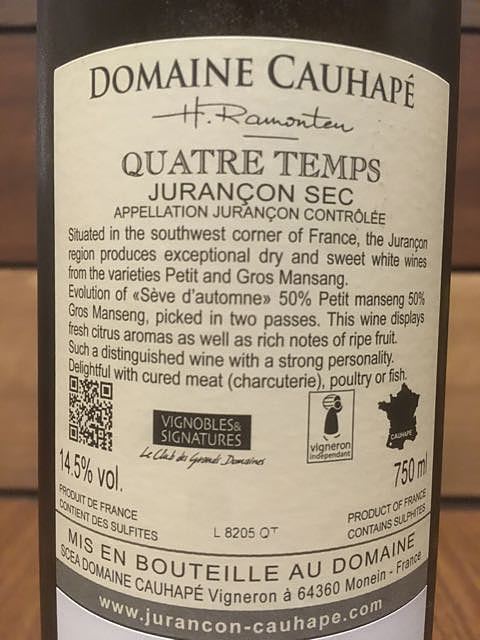 DOMAINE CAUHAPÉ
H. Ramonteu
QUATRE TEMPS
JURANÇON SEC
APPELLATION JURANÇON CONTRÔLÉE
Situated in the southwest corner of France, the Jurançon
region produces exceptional dry and sweet white wines
from the varieties Petit and Gros Mansang.
Evolution of «Sève d'automne» 50% Petit manseng 50%
Gros Manseng, picked in two passes. This wine displays
fresh citrus aromas as well as rich notes of ripe fruit.
Such a distinguished wine with a strong personality.
Delightful with cured meat (charcuterie), poultry or fish.
VIGNOBLES&
SIGNATURES
Le Club des Grands Domaines
vigneron
indépendant
CAUHAPÉ
14.5% vol.
750 ml
PRODUIT DE FRANCE
CONTIENT DES SULFITES
L 8205 QT
PRODUCT OF FRANCE
CONTAINS SULPHITES
MIS EN BOUTEILLE AU DOMAINE
SCEA DOMAINE CAUHAPÉ Vigneron à 64360 Monein - France
www.jurancon-cauhape.com